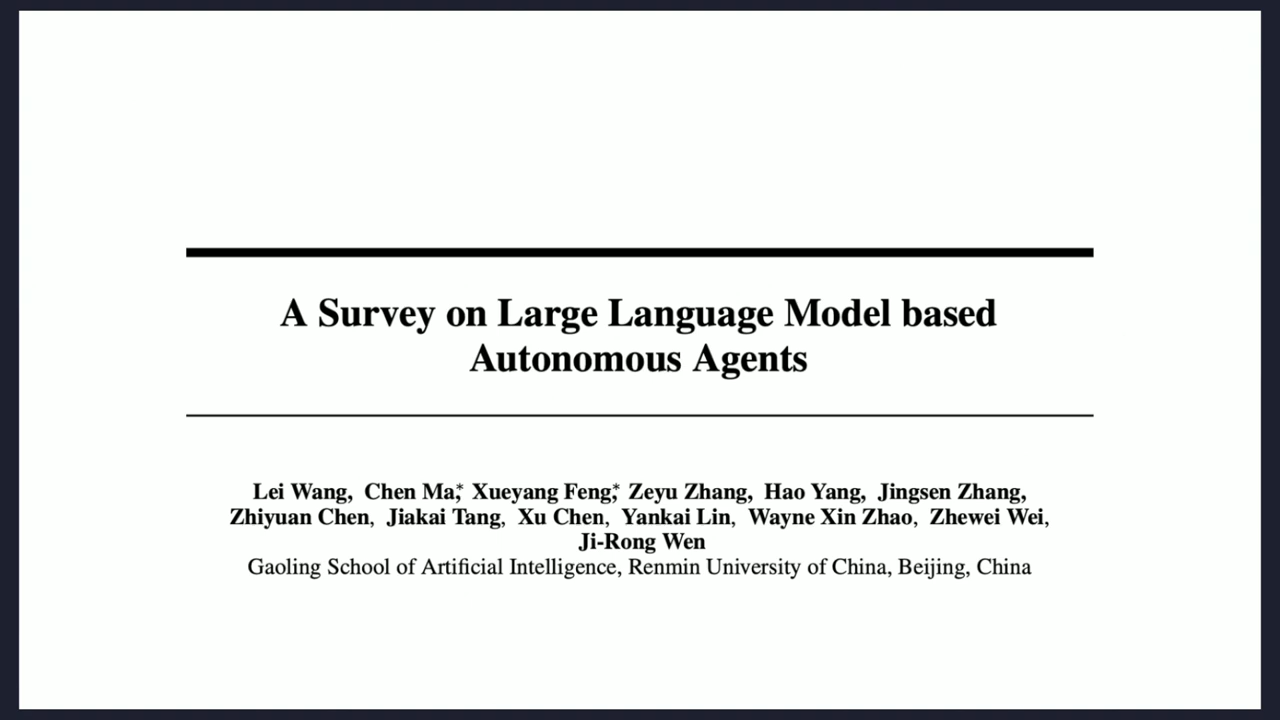 A Survey on Large Language Model based
Autonomous Agents
Lei Wang, Chen Ma,* Xueyang Feng,* Zeyu Zhang, Hao Yang, Jingsen Zhang,
Zhiyuan Chen, Jiakai Tang, Xu Chen, Yankai Lin, Wayne Xin Zhao, Zhewei Wei,
Ji-Rong Wen
Gaoling School of Artificial Intelligence, Renmin University of China, Beijing, China